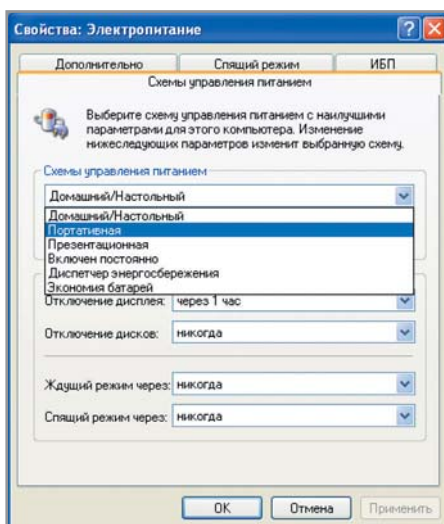 Свойства: Электропитание
Дополнительно
Спящий режим
ИБП
Схемы управления питанием
Выберите схему управления питанием с наилучшими
параметрами для этого компьютера. Изменение
нижеследующих параметров изменит выбранную схему.
Схемы управления питанием
Домашний/Настольный
Домашний/Настольный
Портативная
Презентационная
Включен постоянно
Диспетчер энергосбережения
Экономия батарей
Отключение дисплея: через 1 час
Отключение дисков: никогда
Ждущий режим через: никогда
Спящий режим через: никогда
ОК
Отмена
Применить